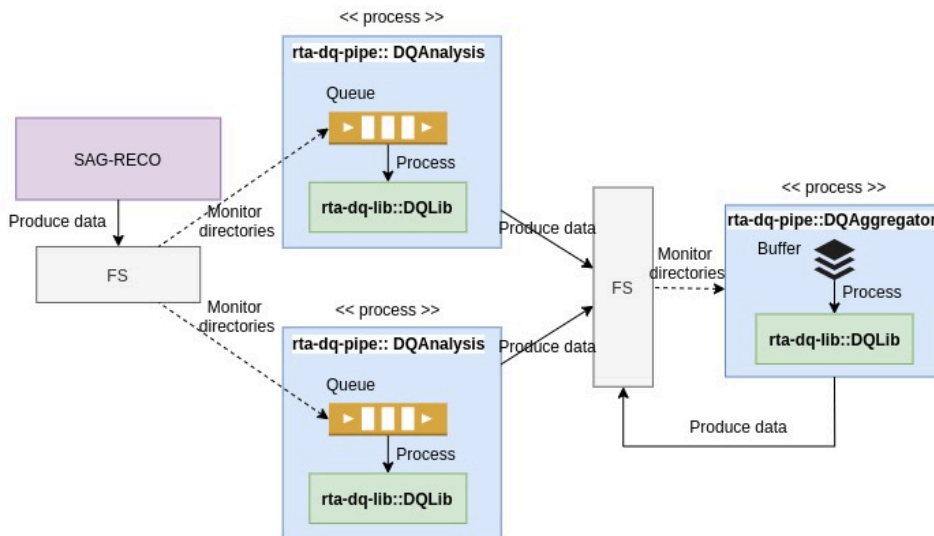 << process >>
rta-dq-pipe:: DQAnalysis
Queue
Process
rta-dq-lib::DQLib
SAG-RECO
Produce data
FS
Monitor
directories
Monitor
directories
<< process >>
rta-dq-pipe:: DQAnalysis
Queue
Process
rta-dq-lib::DQLib
Produce data
Produce data
FS
Monitor
directories
<< process >>
rta-dq-pipe::DQAggregator
Buffer
Process
rta-dq-lib::DQLib
Produce data